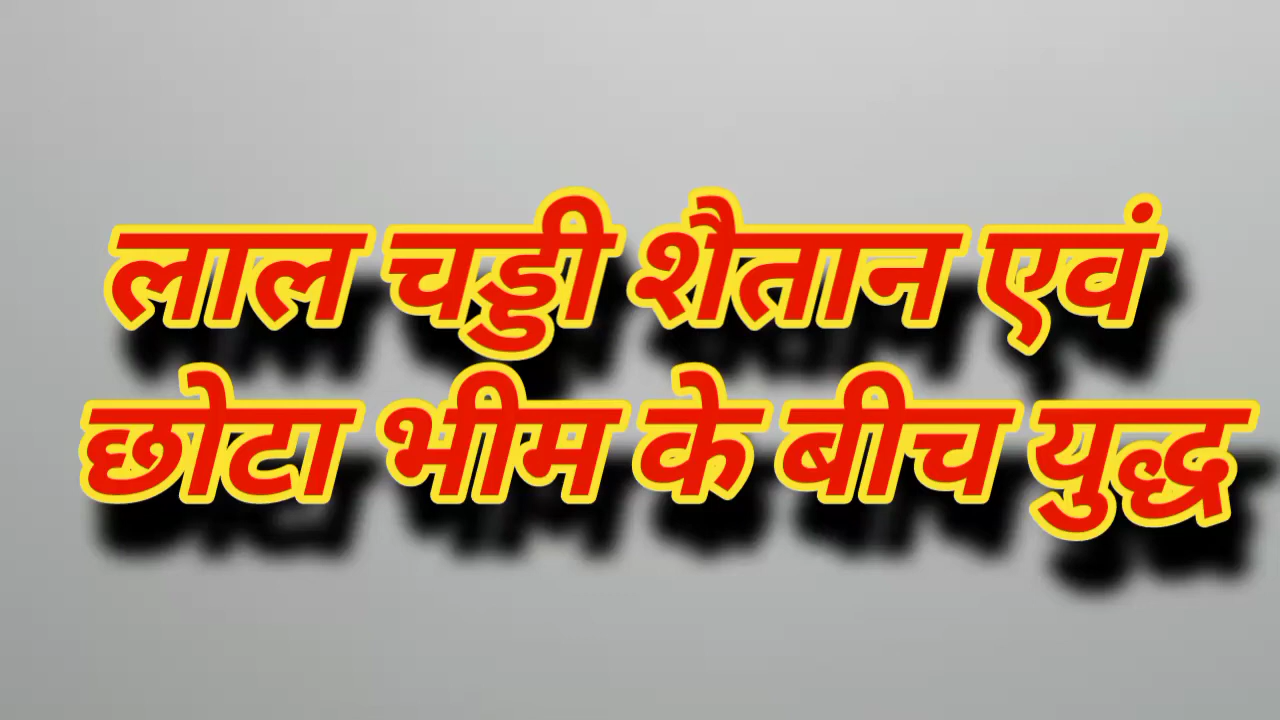 लाल चड्डी शैतान एवं
छोटा भीम के बीच युद्ध